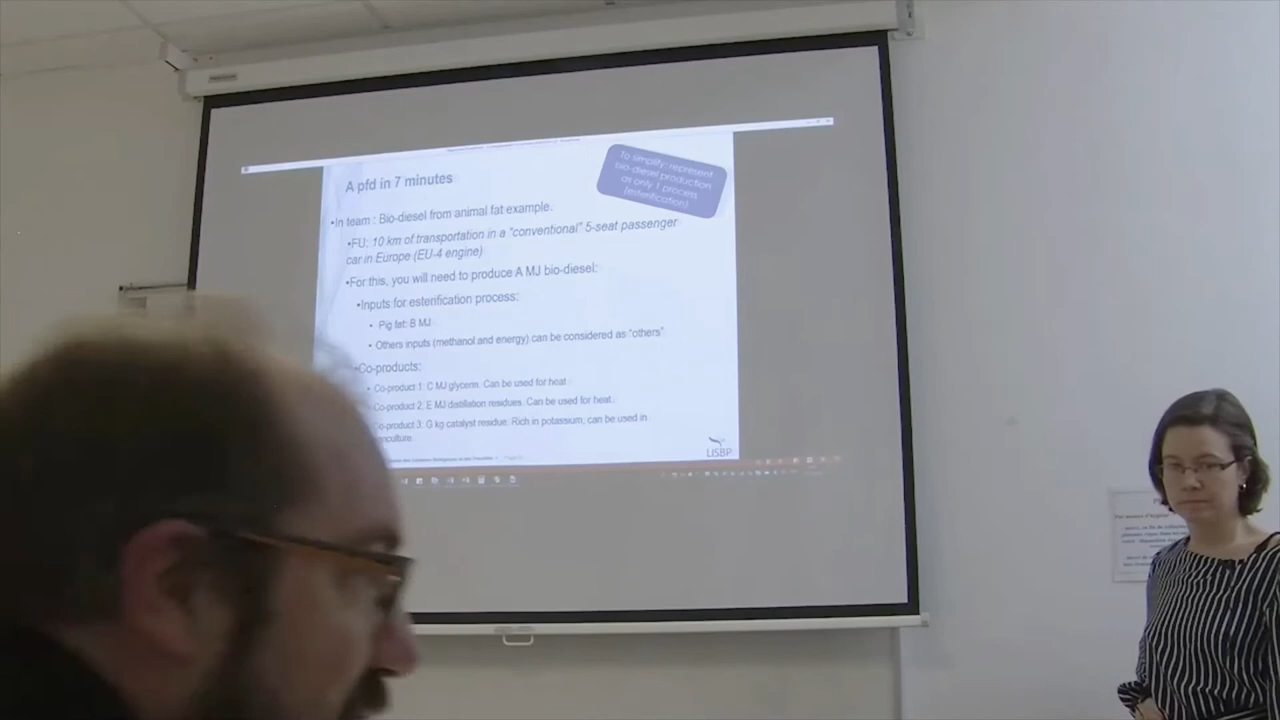 A pfd in 7 minutes
To simplify: represent
bio-diesel production
as only 1 process
(esterification)
•In team : Bio-diesel from animal fat example.
•FU: 10 km of transportation in a “conventional” 5-seat passenger
car in Europe (EU-4 engine)
•For this, you will need to produce A MJ bio-diesel:
•Inputs for esterification process:
• Pig fat: B MJ
• Others inputs (methanol and energy) can be considered as “others”
•Co-products:
• Co-product 1: C MJ glycerin. Can be used for heat
Co-product 2: E MJ distillation residues. Can be used for heat.
Co-product 3: G kg catalyst residue. Rich in potassium, can be used in
LISBP